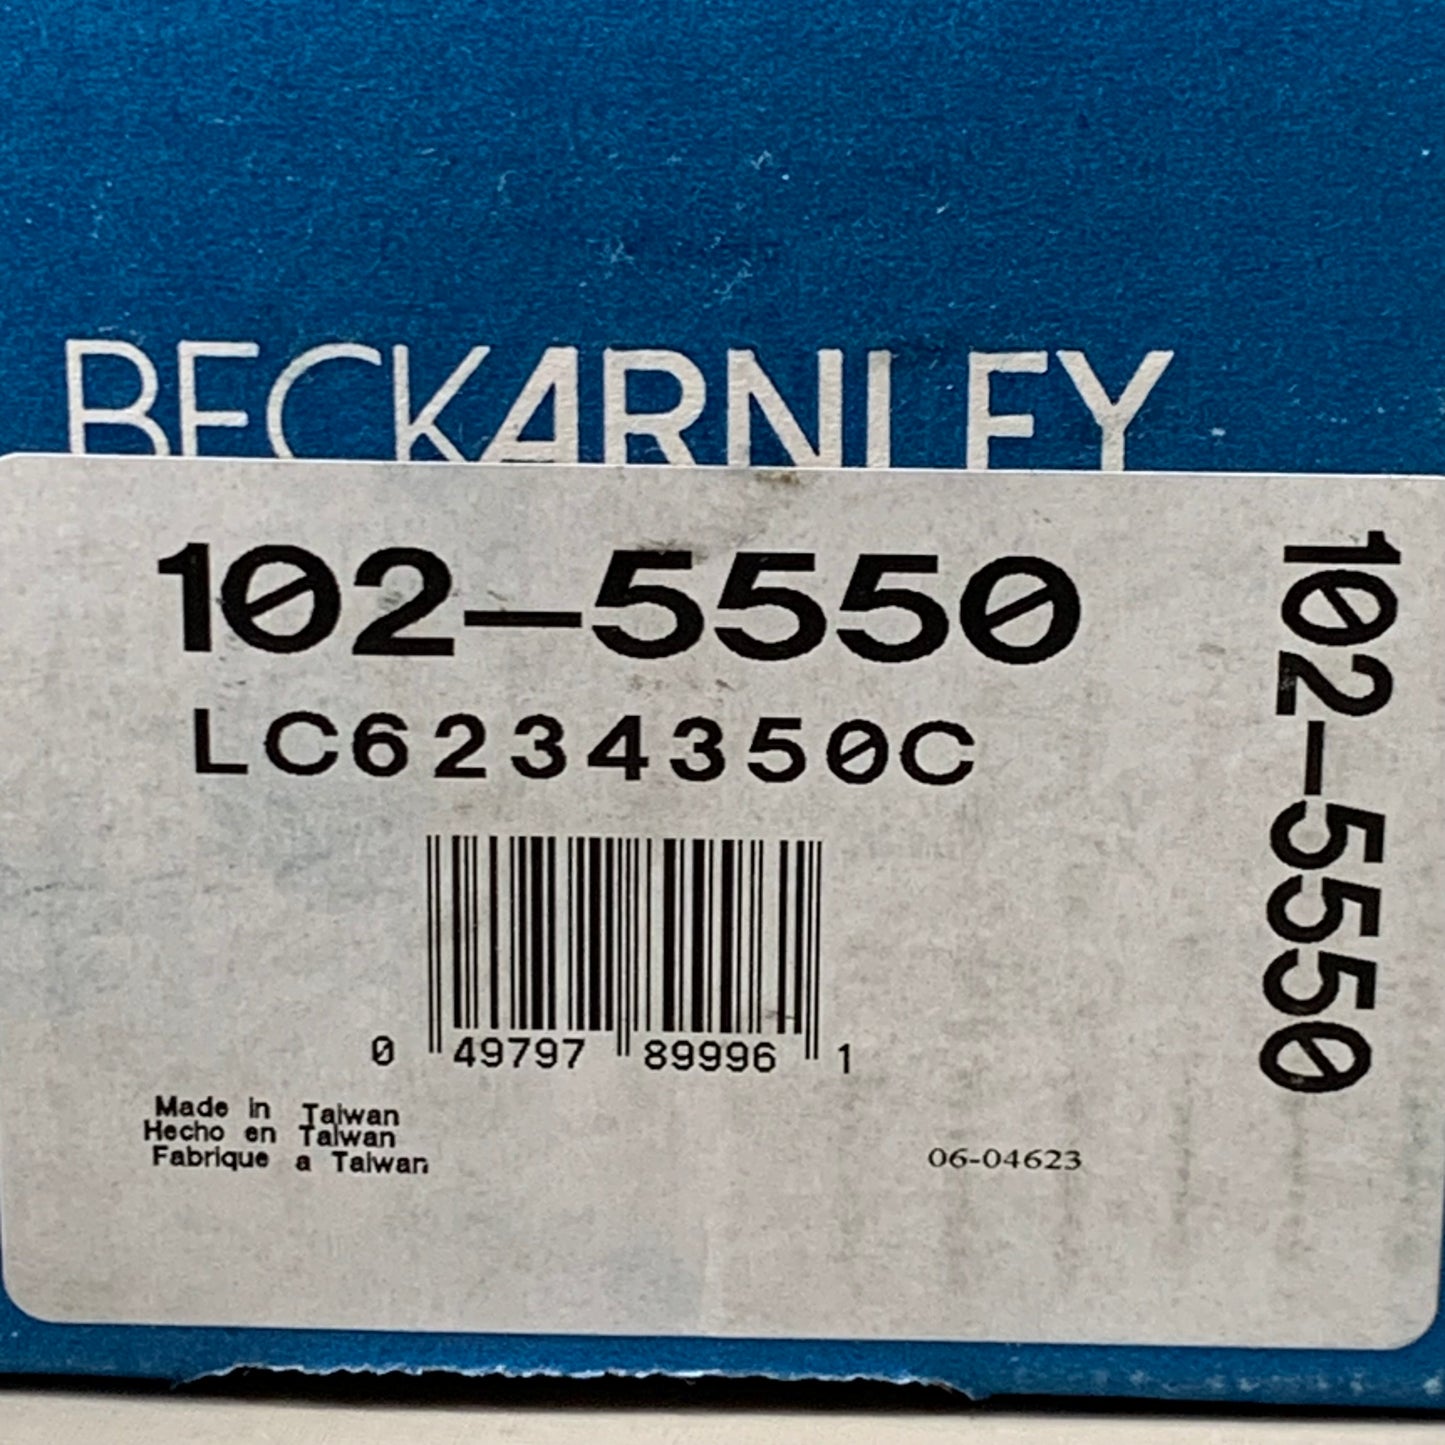 BECKARNLEY
102-5550
LC6234350C
0 49797 89996 1
Made in Taiwan
Hecho en Taiwan
Fabrique a Taiwan
06-04623
102-5550